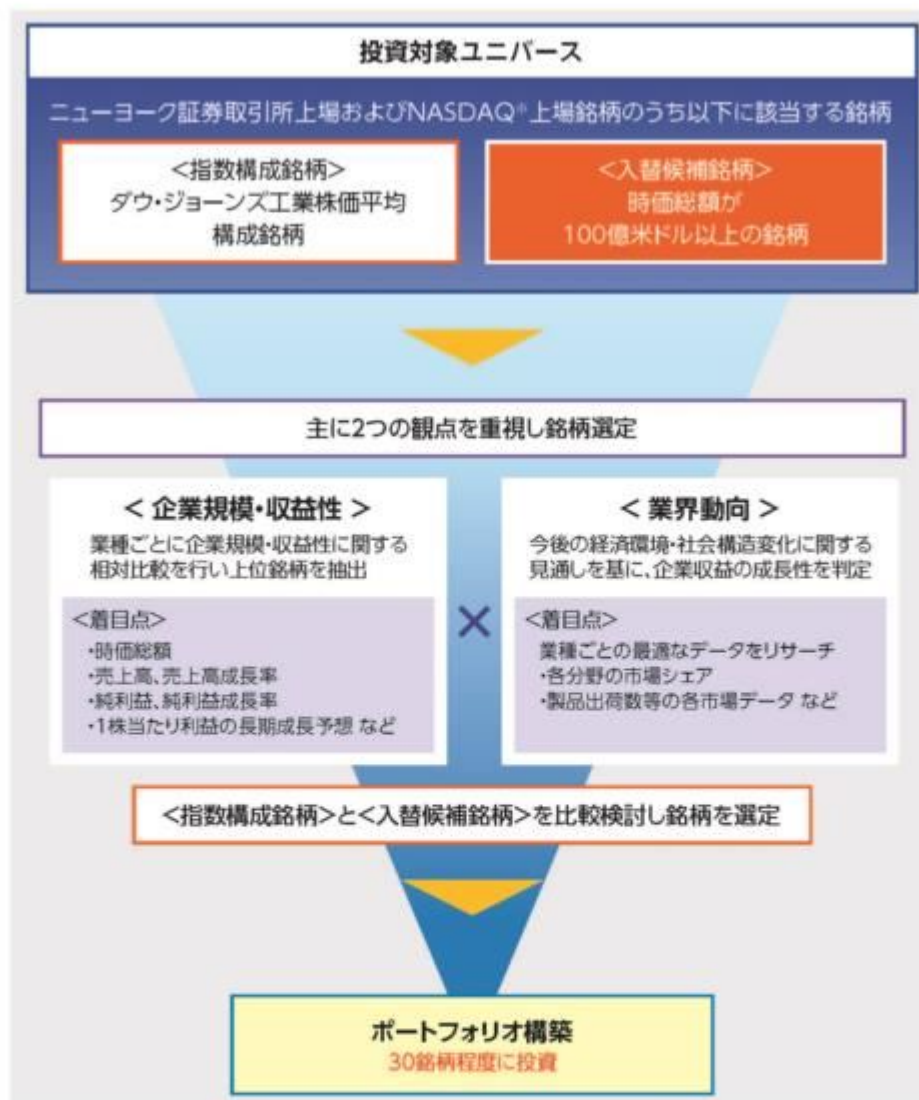 投資対象ユニバース
ニューヨーク証券取引所上場およびNASDAQ※上場銘柄のうち以下に該当する銘柄
<指数構成銘柄>
ダウ・ジョーンズ工業株価平均
構成銘柄
<入替候補銘柄>
時価総額が
100億米ドル以上の銘柄
主に2つの観点を重視し銘柄選定
< 企業規模・収益性 >
業種ごとに企業規模・収益性に関する
相対比較を行い上位銘柄を抽出
<着目点>
・時価総額
・売上高、売上高成長率
・純利益、純利益成長率
・1株当たり利益の長期成長予想 など
×
< 業界動向 >
今後の経済環境・社会構造変化に関する
見通しを基に、企業収益の成長性を判定
<着目点>
業種ごとの最適なデータをリサーチ
・各分野の市場シェア
・製品出荷数等の各市場データ など
<指数構成銘柄>と<入替候補銘柄>を比較検討し銘柄を選定
ポートフォリオ構築
30銘柄程度に投資